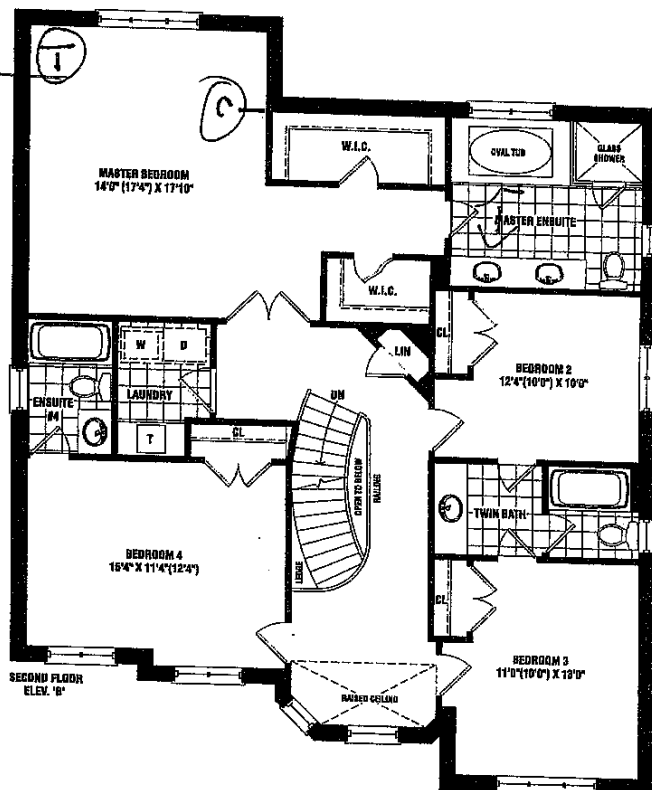 W.I.C.
OVAL TUB
GLASS
SHOWER
MASTER BEDROOM
14'0" (17'4") X 17'10"
MASTER ENSUITE
W.I.C.
CL
W
D
LIN
BEDROOM 2
12'4"(10'0") X 10'0"
LAUNDRY
ENSUITE
#4
DN
T
CL
OPEN TO BELOW
RAILING
TWIN BATH
BEDROOM 4
15'4" X 11'4"(12'4")
LEDGE
CL
BEDROOM 3
11'0"(10'0") X 13'0"
SECOND FLOOR
ELEV. 'B'
RAISED CEILING